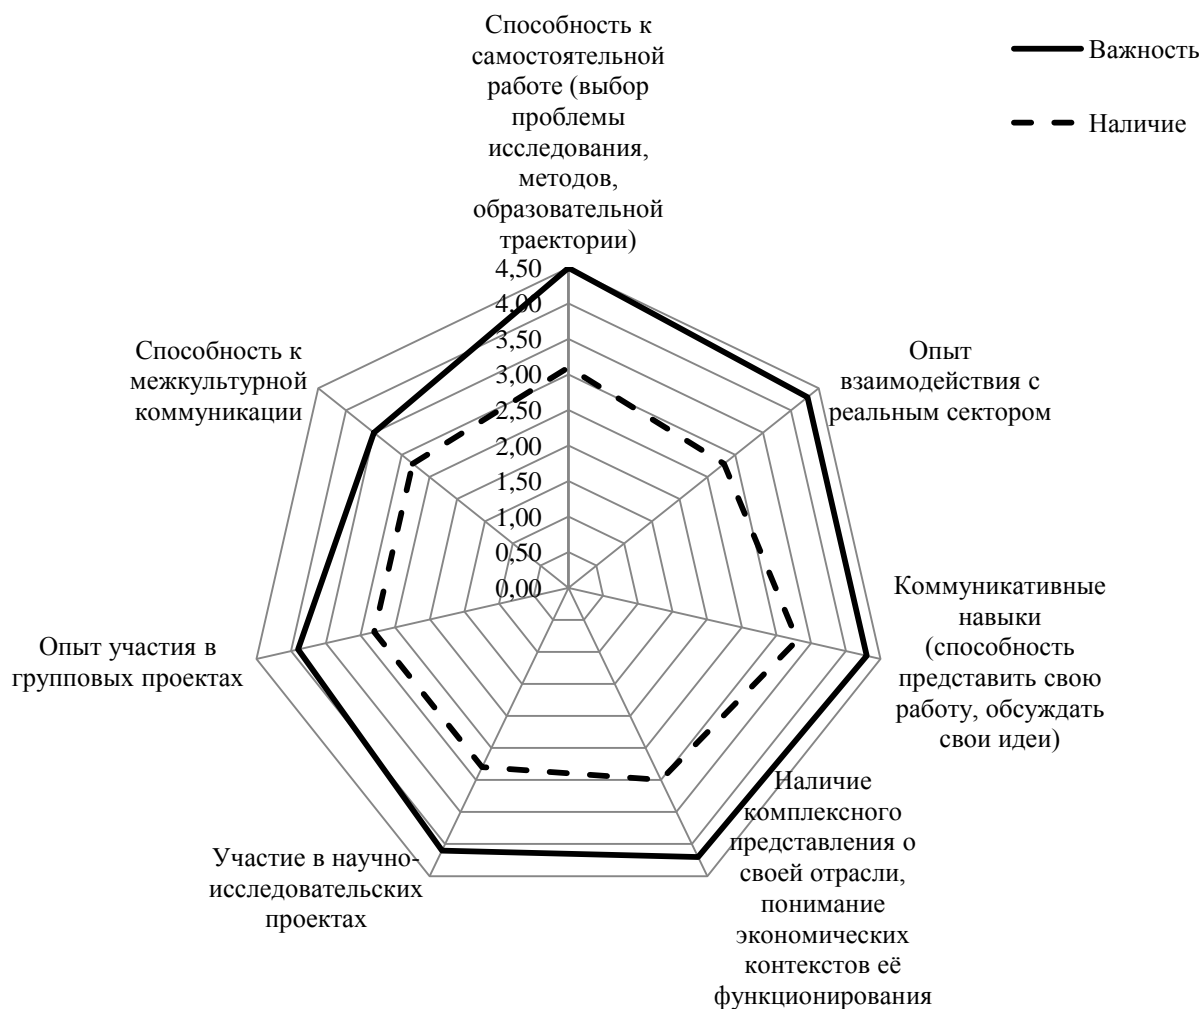 Способность к
самостоятельной
работе (выбор
проблемы
исследования,
методов,
образовательной
траектории)
Важность
Наличие
4,50
4,00
3,50
3,00
2,50
2,00
1,50
1,00
0,50
0,00
Опыт
взаимодействия с
реальным сектором
Коммуникативные
навыки
(способность
представить свою
работу, обсуждать
свои идеи)
Наличие
комплексного
представления о
своей отрасли,
понимание
экономических
контекстов её
функционирования
Участие в научно-
исследовательских
проектах
Опыт участия в
групповых проектах
Способность к
межкультурной
коммуникации